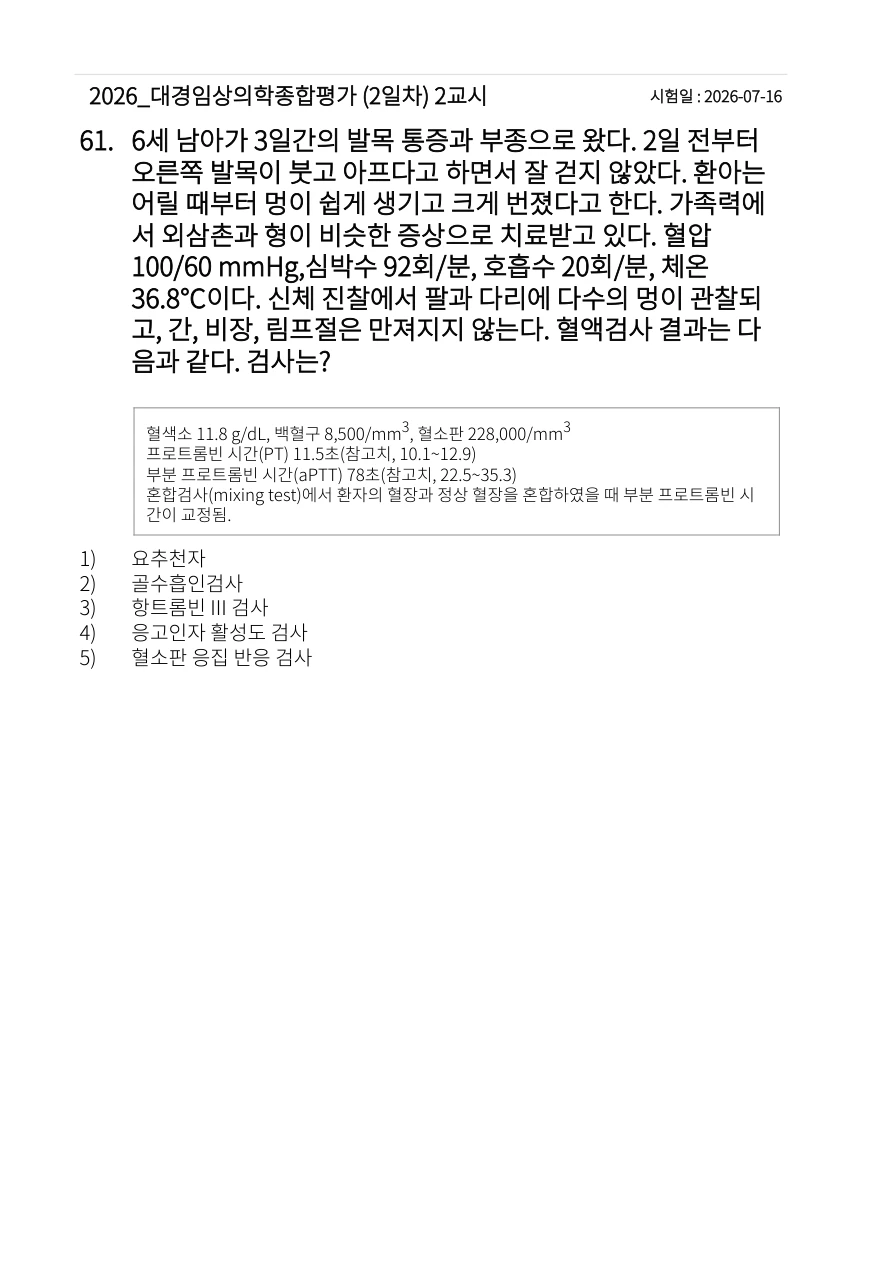 2026_대경임상의학종합평가 (2일차) 2교시
시험일 : 2026-07-16
61. 6세 남아가 3일간의 발목 통증과 부종으로 왔다. 2일 전부터
오른쪽 발목이 붓고 아프다고 하면서 잘 걷지 않았다. 환아는
어릴 때부터 멍이 쉽게 생기고 크게 번졌다고 한다. 가족력에
서 외삼촌과 형이 비슷한 증상으로 치료받고 있다. 혈압
100/60 mmHg,심박수 92회/분, 호흡수 20회/분, 체온
36.8℃이다. 신체 진찰에서 팔과 다리에 다수의 멍이 관찰되
고, 간, 비장, 림프절은 만져지지 않는다. 혈액검사 결과는 다
음과 같다. 검사는?
혈색소 11.8 g/dL, 백혈구 8,500/mm³, 혈소판 228,000/mm³
프로트롬빈 시간(PT) 11.5초(참고치, 10.1~12.9)
부분 프로트롬빈 시간(aPTT) 78초(참고치, 22.5~35.3)
혼합검사(mixing test)에서 환자의 혈장과 정상 혈장을 혼합하였을 때 부분 프로트롬빈 시
간이 교정됨.
1) 요추천자
2) 골수흡인검사
3) 항트롬빈 III 검사
4) 응고인자 활성도 검사
5) 혈소판 응집 반응 검사